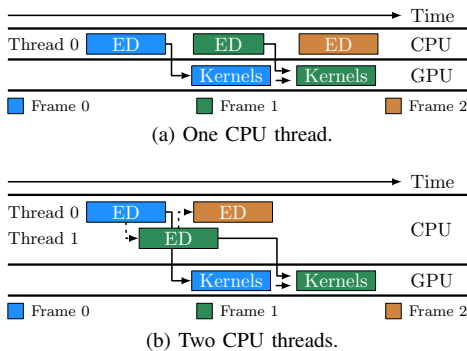 Time
Thread 0 ED ED ED CPU
Kernels Kernels GPU
Frame 0 Frame 1 Frame 2
(a) One CPU thread.
Time
Thread 0 ED ED
Thread 1 ED CPU
Kernels Kernels GPU
Frame 0 Frame 1 Frame 2
(b) Two CPU threads.